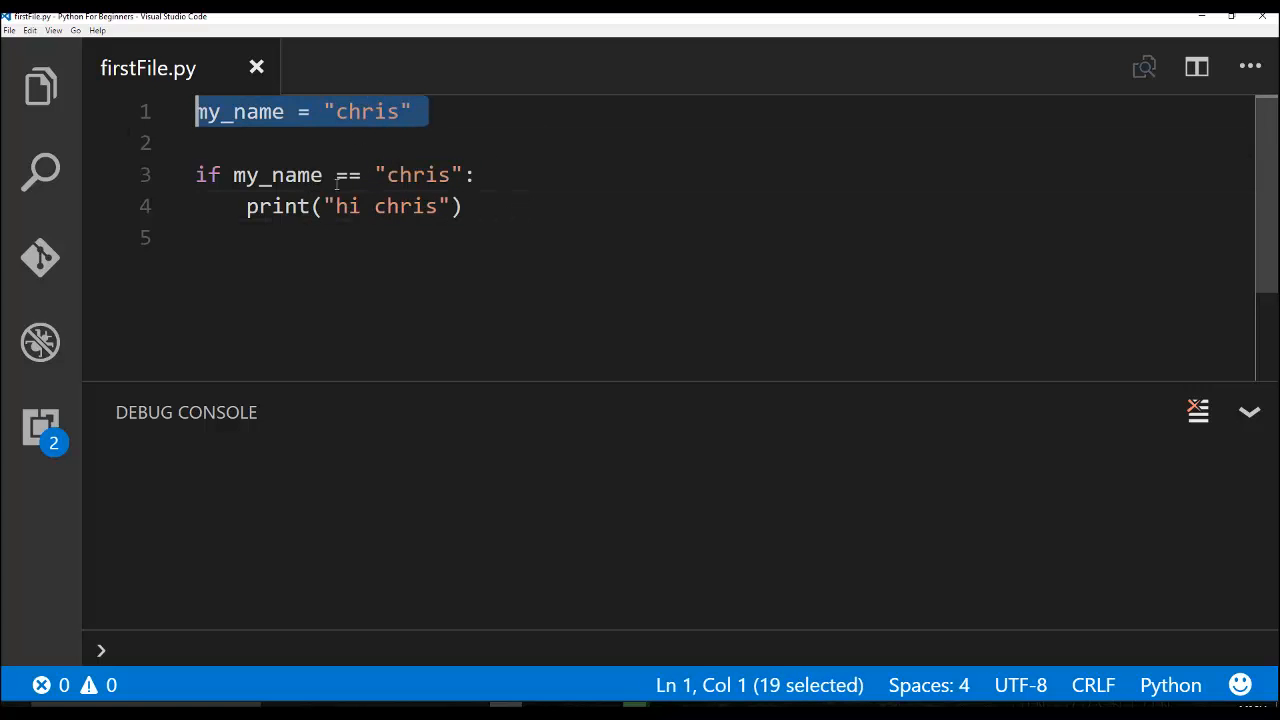 firstFile.py - Python For Beginners - Visual Studio Code
File Edit View Go Help
firstFile.py
1 my_name = "chris"
2
3 if my_name == "chris":
4 print("hi chris")
5
DEBUG CONSOLE
2
0 0 Ln 1, Col 1 (19 selected) Spaces: 4 UTF-8 CRLF Python